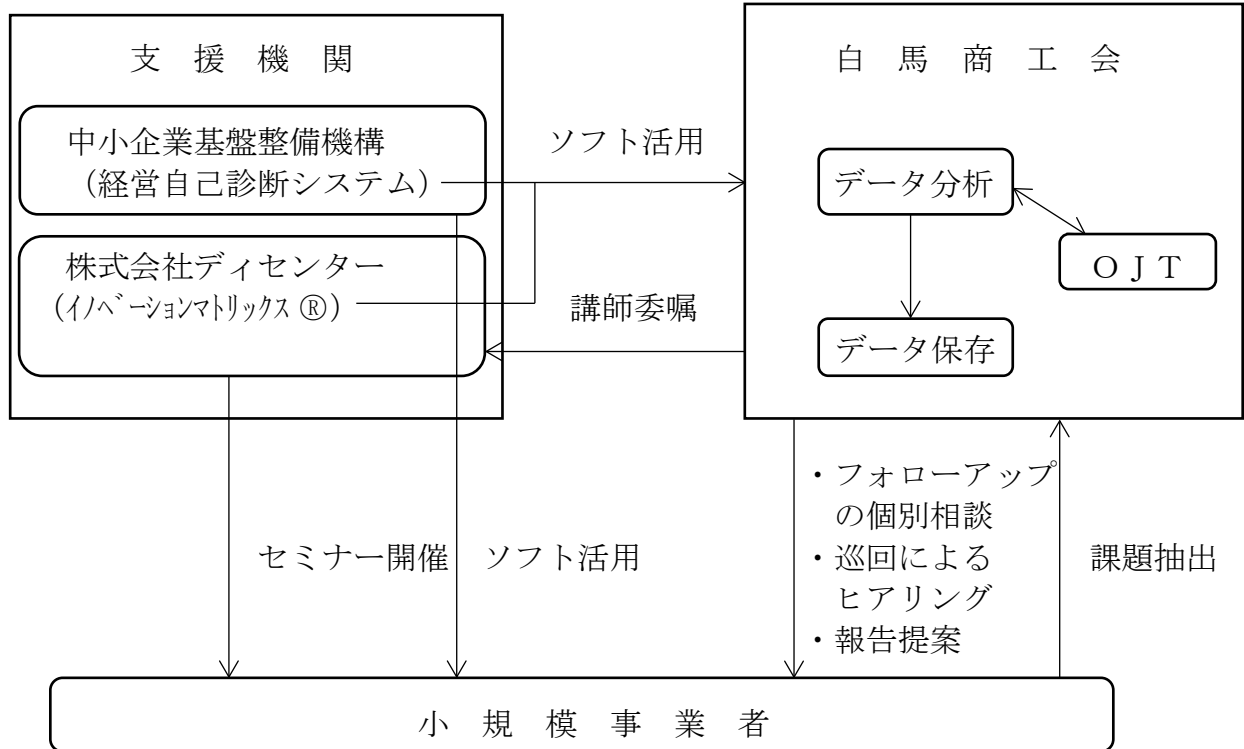 支 援 機 関
中小企業基盤整備機構
（経営自己診断システム）
株式会社ディセンター
（イノベーションマトリックス ®）
ソフト活用
講師委嘱
白 馬 商 工 会
データ分析
ＯＪＴ
データ保存
セミナー開催
ソフト活用
・フォローアップ
の個別相談
・巡回による
ヒアリング
・報告提案
課題抽出
小 規 模 事 業 者